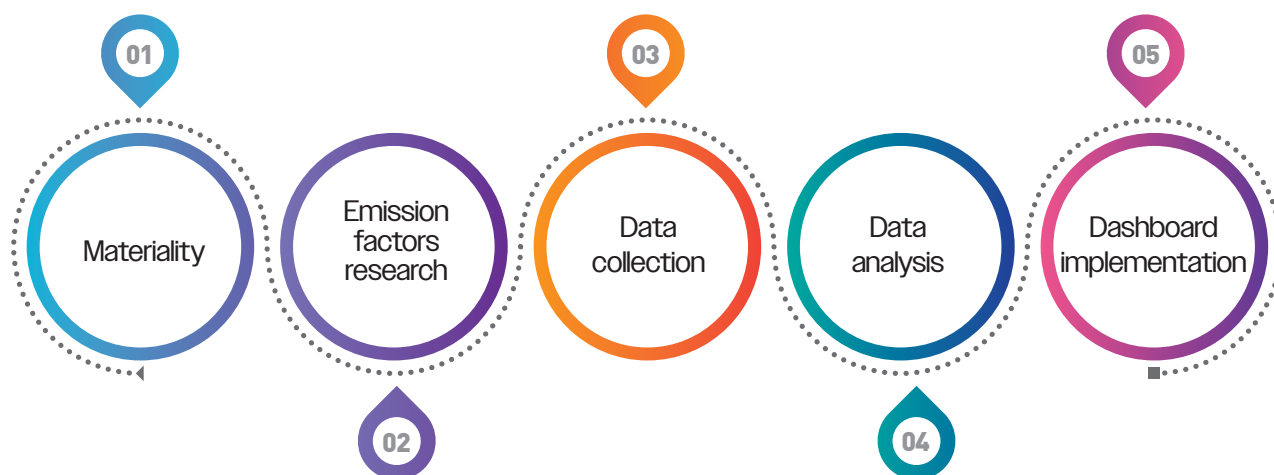 01
Materiality
02
Emission
factors
research
03
Data
collection
04
Data
analysis
05
Dashboard
implementation